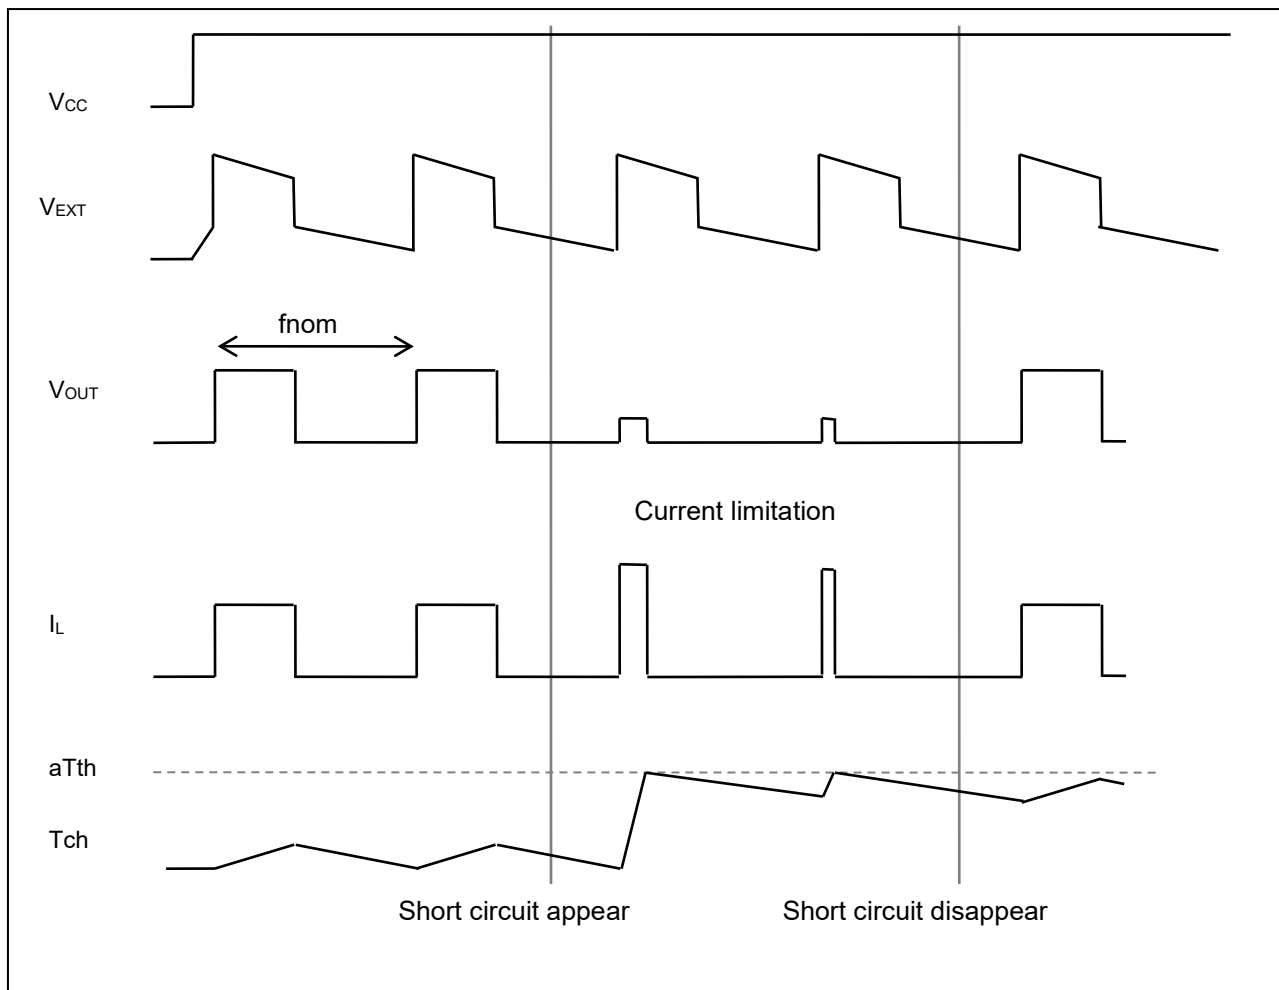 VCC
VEXT
fnom
VOUT
Current limitation
IL
aTth
Tch
Short circuit appear
Short circuit disappear